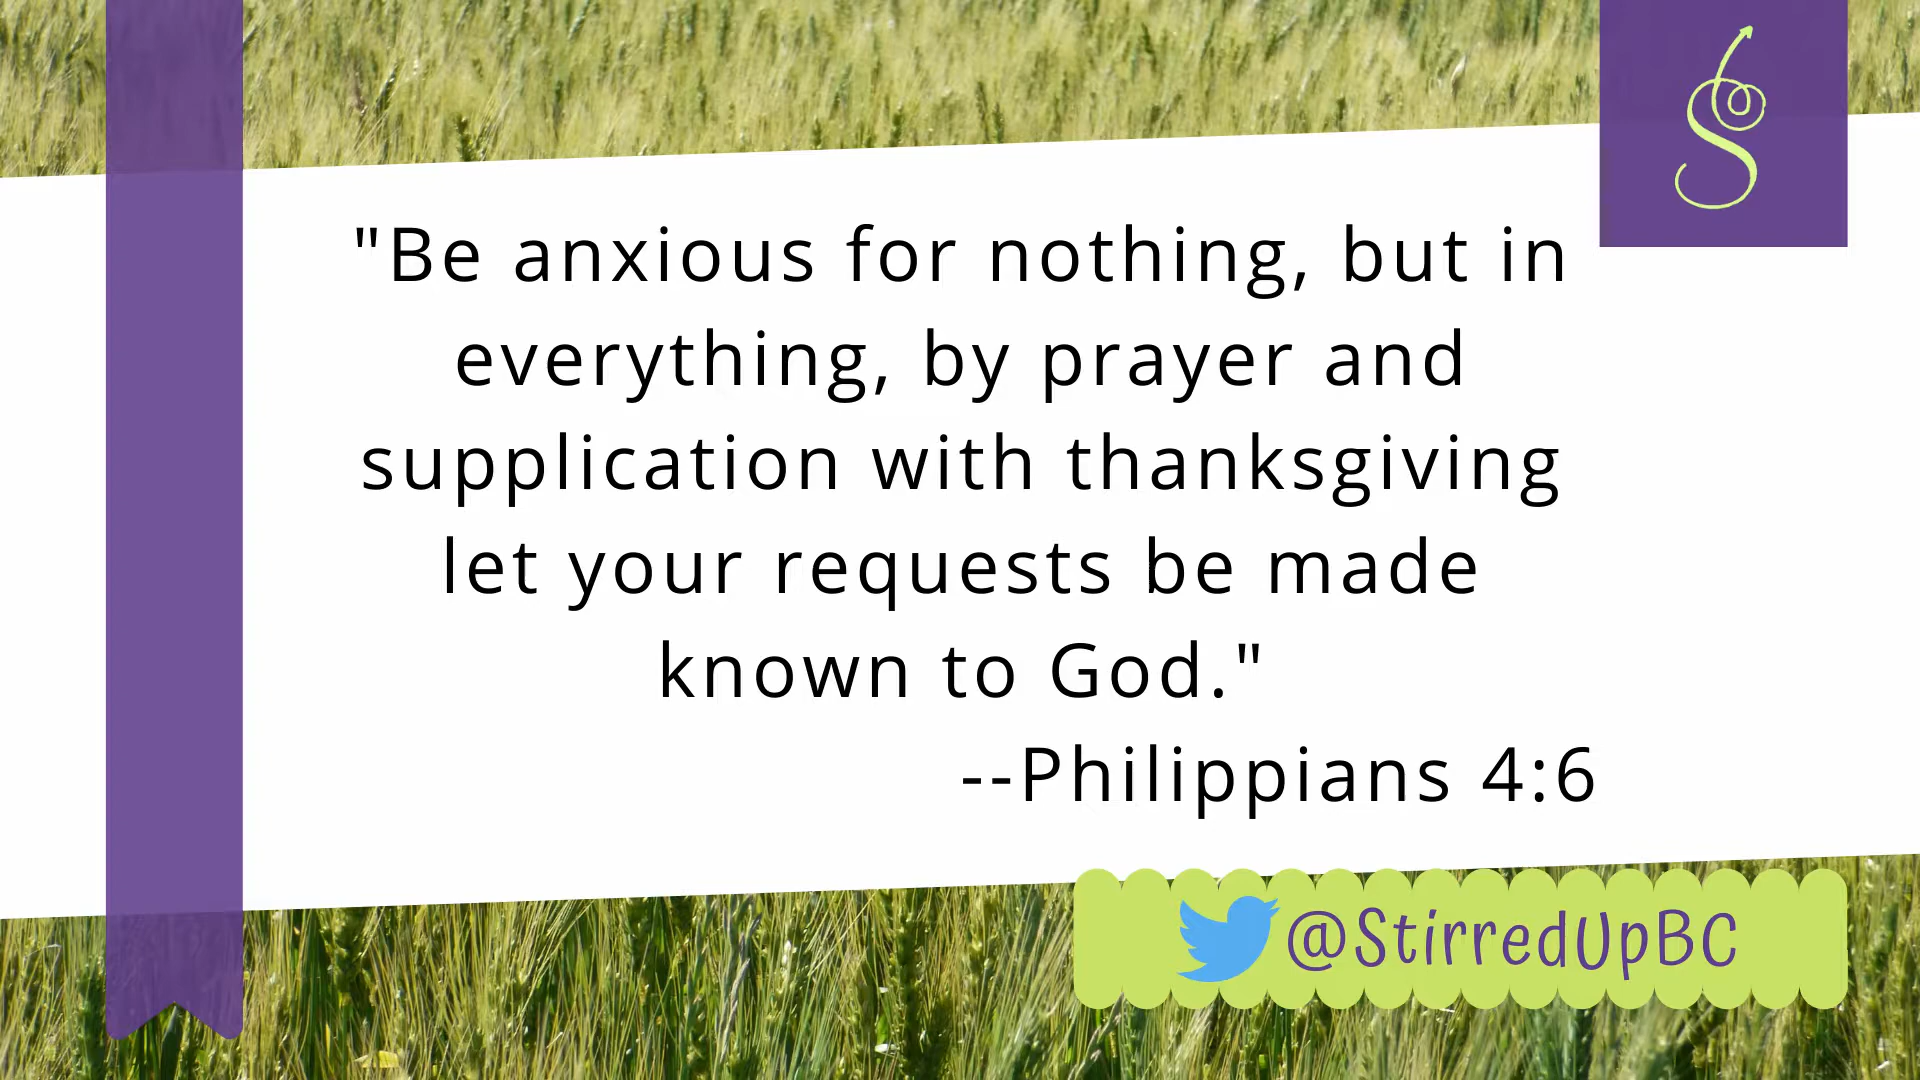 "Be anxious for nothing, but in
everything, by prayer and
supplication with thanksgiving
let your requests be made
known to God."
--Philippians 4:6
@StirredUpBC